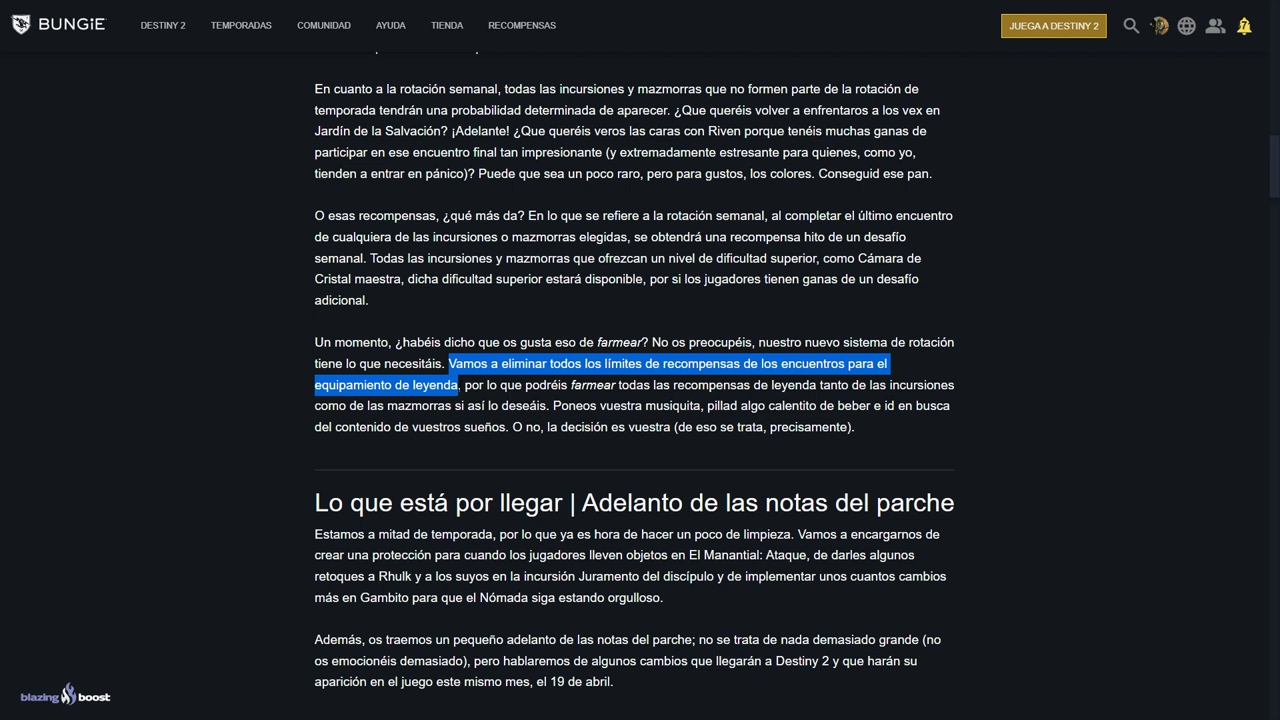 BUNGiE
DESTINY 2
TEMPORADAS
COMUNIDAD
AYUDA
TIENDA
RECOMPENSAS
JUEGA A DESTINY 2
7
En cuanto a la rotación semanal, todas las incursiones y mazmorras que no formen parte de la rotación de
temporada tendrán una probabilidad determinada de aparecer. ¿Que queréis volver a enfrentaros a los vex en
Jardín de la Salvación? ¡Adelante! ¿Que queréis veros las caras con Riven porque tenéis muchas ganas de
participar en ese encuentro final tan impresionante (y extremadamente estresante para quienes, como yo,
tienden a entrar en pánico)? Puede que sea un poco raro, pero para gustos, los colores. Conseguid ese pan.
O esas recompensas, ¿qué más da? En lo que se refiere a la rotación semanal, al completar el último encuentro
de cualquiera de las incursiones o mazmorras elegidas, se obtendrá una recompensa hito de un desafío
semanal. Todas las incursiones y mazmorras que ofrezcan un nivel de dificultad superior, como Cámara de
Cristal maestra, dicha dificultad superior estará disponible, por si los jugadores tienen ganas de un desafío
adicional.
Un momento, ¿habéis dicho que os gusta eso de farmear? No os preocupéis, nuestro nuevo sistema de rotación
tiene lo que necesitáis. Vamos a eliminar todos los límites de recompensas de los encuentros para el
equipamiento de leyenda, por lo que podréis farmear todas las recompensas de leyenda tanto de las incursiones
como de las mazmorras si así lo deseáis. Poneos vuestra musiquita, pillad algo calentito de beber e id en busca
del contenido de vuestros sueños. O no, la decisión es vuestra (de eso se trata, precisamente).
Lo que está por llegar | Adelanto de las notas del parche
Estamos a mitad de temporada, por lo que ya es hora de hacer un poco de limpieza. Vamos a encargarnos de
crear una protección para cuando los jugadores lleven objetos en El Manantial: Ataque, de darles algunos
retoques a Rhulk y a los suyos en la incursión Juramento del discípulo y de implementar unos cuantos cambios
más en Gambito para que el Nómada siga estando orgulloso.
Además, os traemos un pequeño adelanto de las notas del parche; no se trata de nada demasiado grande (no
os emocionéis demasiado), pero hablaremos de algunos cambios que llegarán a Destiny 2 y que harán su
aparición en el juego este mismo mes, el 19 de abril.
blazing boost